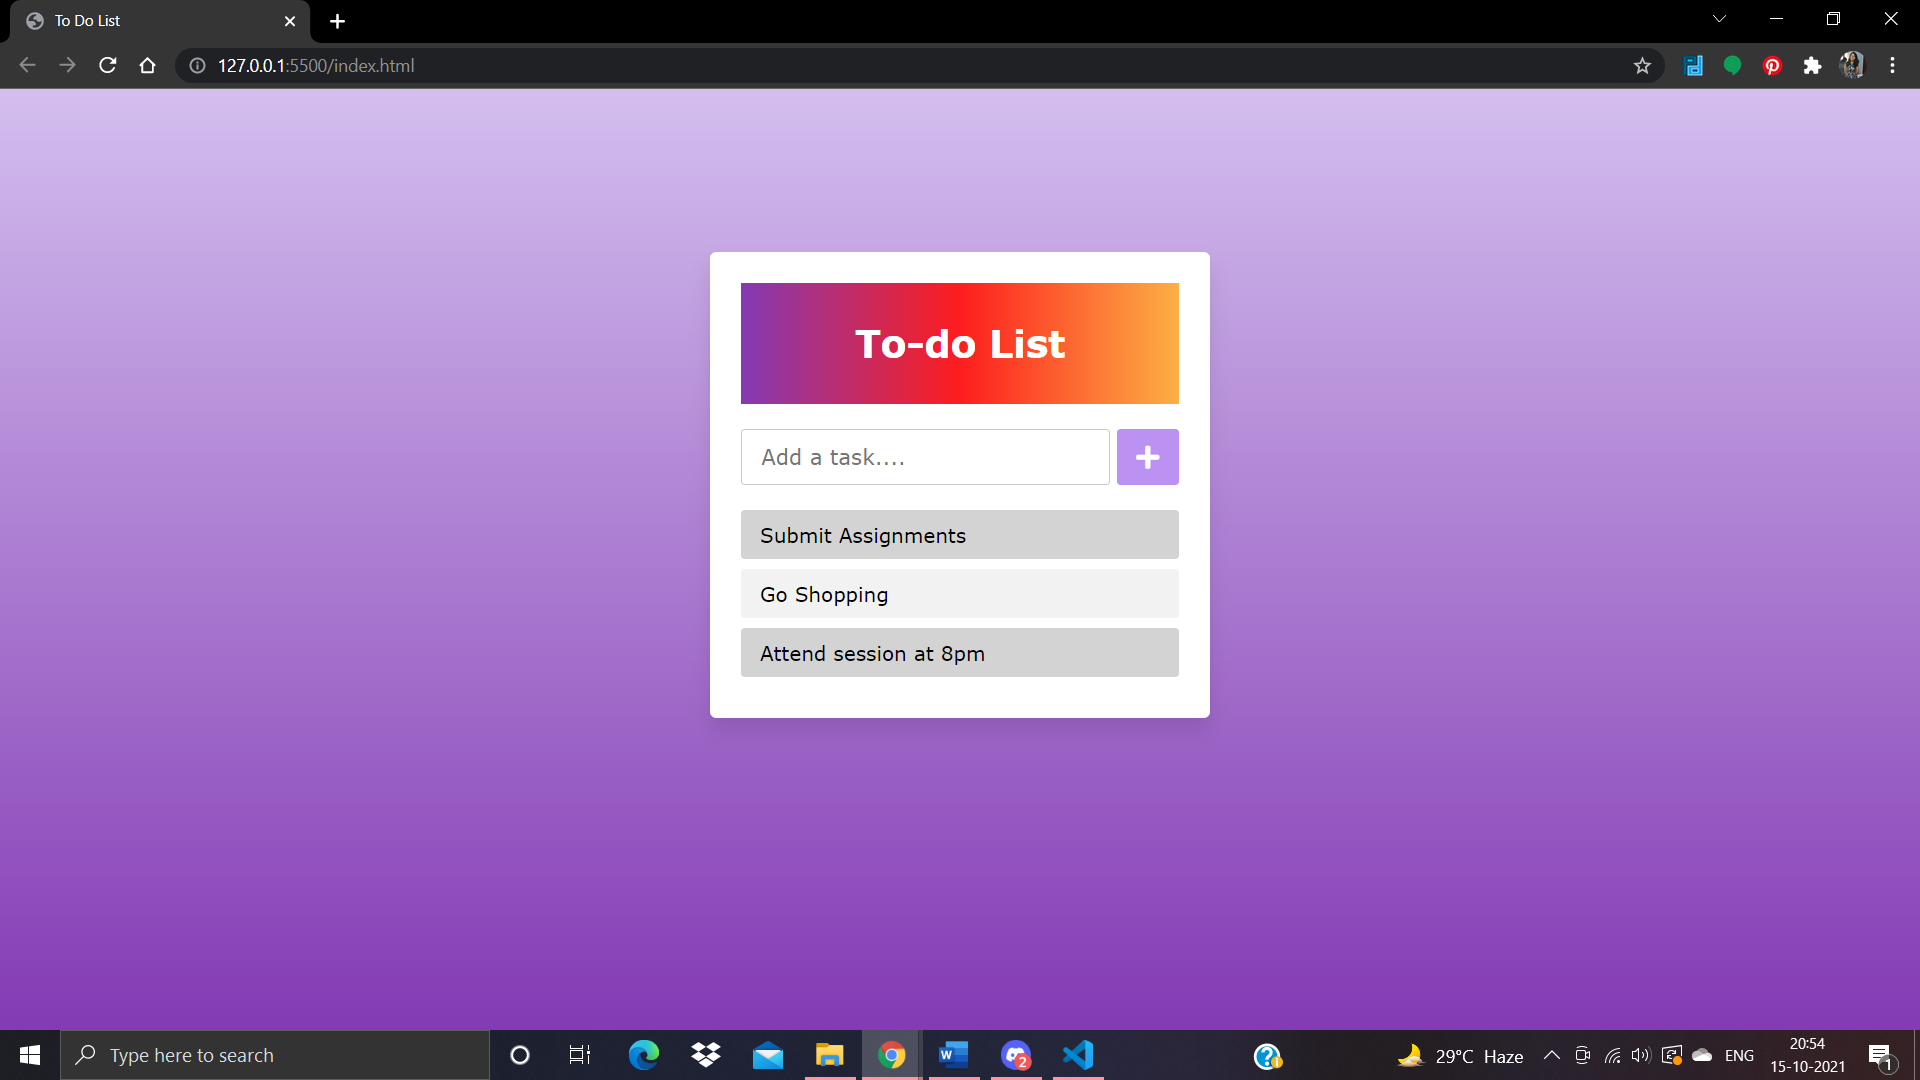 To Do List
127.0.0.1:5500/index.html
To-do List
Add a task....
Submit Assignments
Go Shopping
Attend session at 8pm
Type here to search
W
2
29°C Haze
ENG
20:54
15-10-2021
1